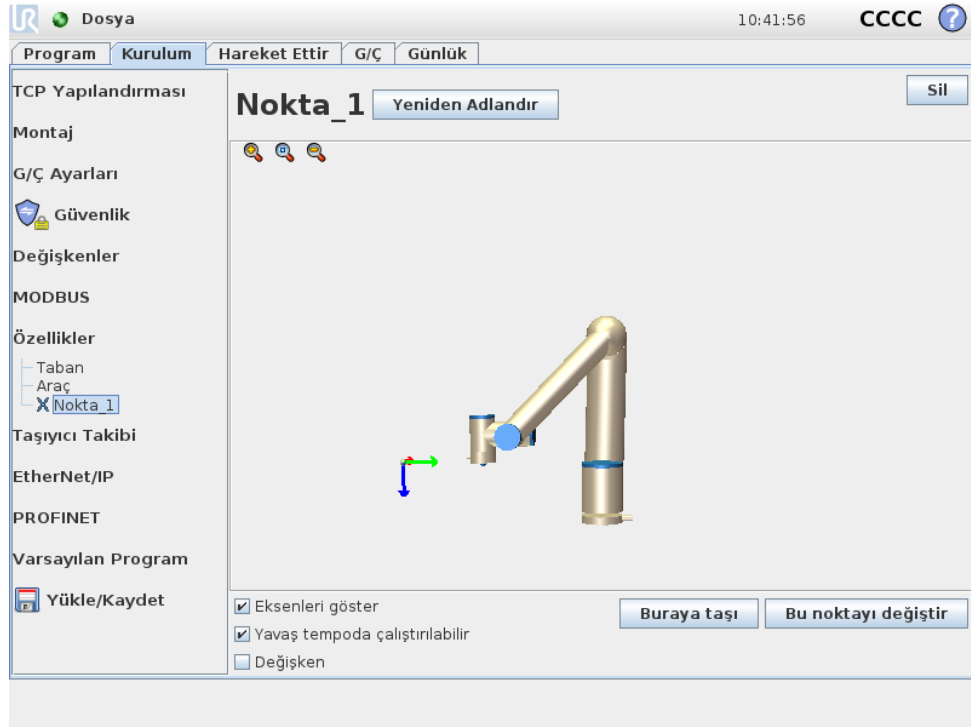 UR Dosya 10:41:56 CCCC ?
Program Kurulum Hareket Ettir G/Ç Günlük
TCP Yapılandırması
Montaj
G/Ç Ayarları
Güvenlik
Değişkenler
MODBUS
Özellikler
Taban
Araç
Nokta_1
Taşıyıcı Takibi
EtherNet/IP
PROFINET
Varsayılan Program
Yükle/Kaydet
Nokta_1 Yeniden Adlandır Sil
Eksenleri göster
Yavaş tempoda çalıştırılabilir
Değişken
Buraya taşı Bu noktayı değiştir